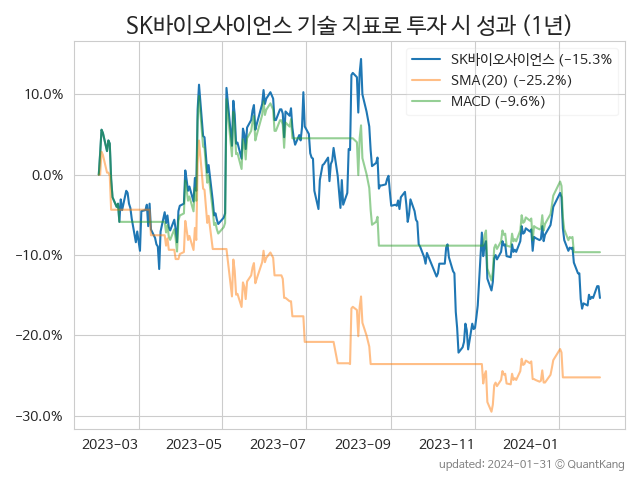 SK바이오사이언스 기술 지표로 투자 시 성과 (1년)
SK바이오사이언스 (−15.3%
SMA(20) (−25.2%)
MACD (−9.6%)
10.0%
0.0%
−10.0%
−20.0%
−30.0%
2023-03 2023-05 2023-07 2023-09 2023-11 2024-01
updated: 2024-01-31 © QuantKang